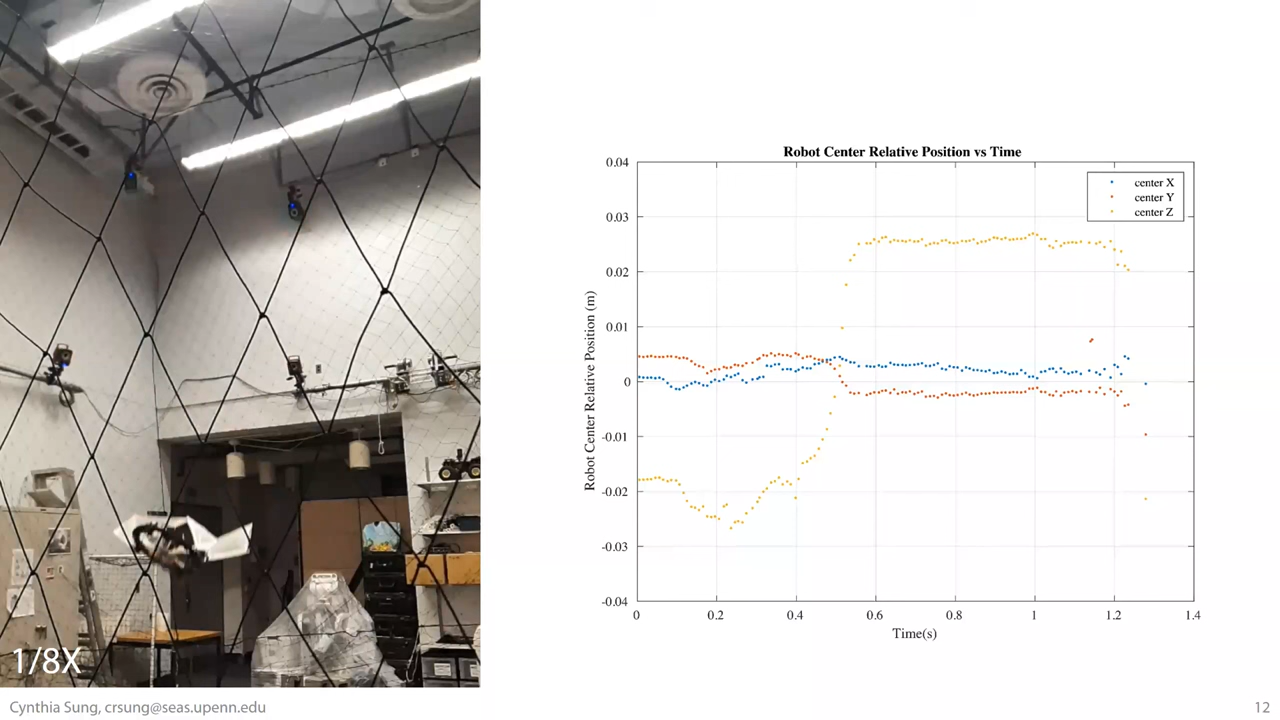 1/8X
Robot Center Relative Position vs Time
0.04
0.03
0.02
0.01
0
-0.01
-0.02
-0.03
-0.04
Robot Center Relative Position (m)
center X
center Y
center Z
0
0.2
0.4
0.6
0.8
1
1.2
1.4
Time(s)
Cynthia Sung, crsung@seas.upenn.edu
12